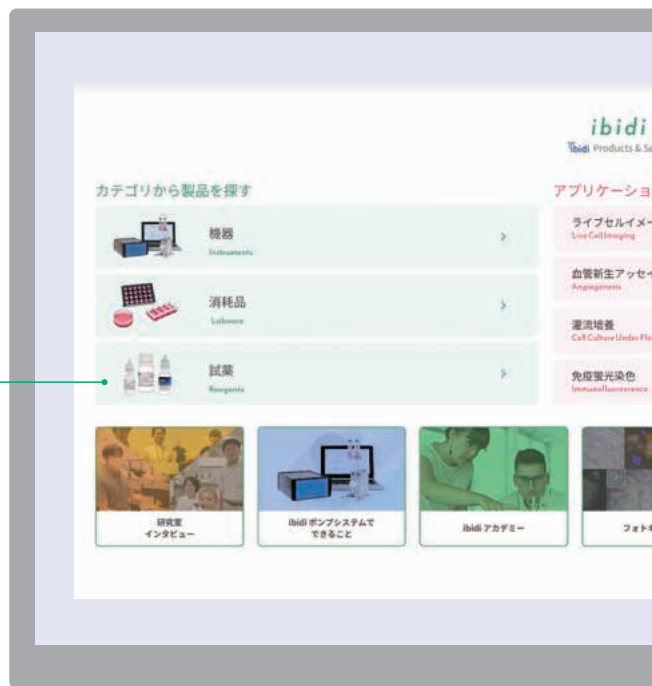 ibidi
ibidi Products & Se
カテゴリから製品を探す
機器
Instruments
消耗品
Labware
試薬
Reagents
アプリケーショ
ライブセルイメー
Live Cell Imaging
血管新生アッセイ
Angiogenesis
灌流培養
Cell Culture Under Flo
免疫蛍光染色
Immunofluorescence
研究室
インタビュー
ibidi ポンプシステムで
できること
ibidi アカデミー
フォトギ